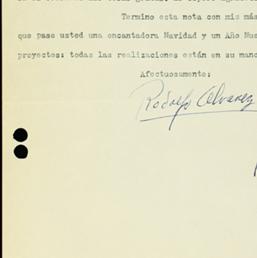 Termino esta nota con mis más
que pase usted una encantadora Navidad y un Año Nue
proyectos: todas las realizaciones están en su mano
Afectuosamente:
Rodolfo Alvarez